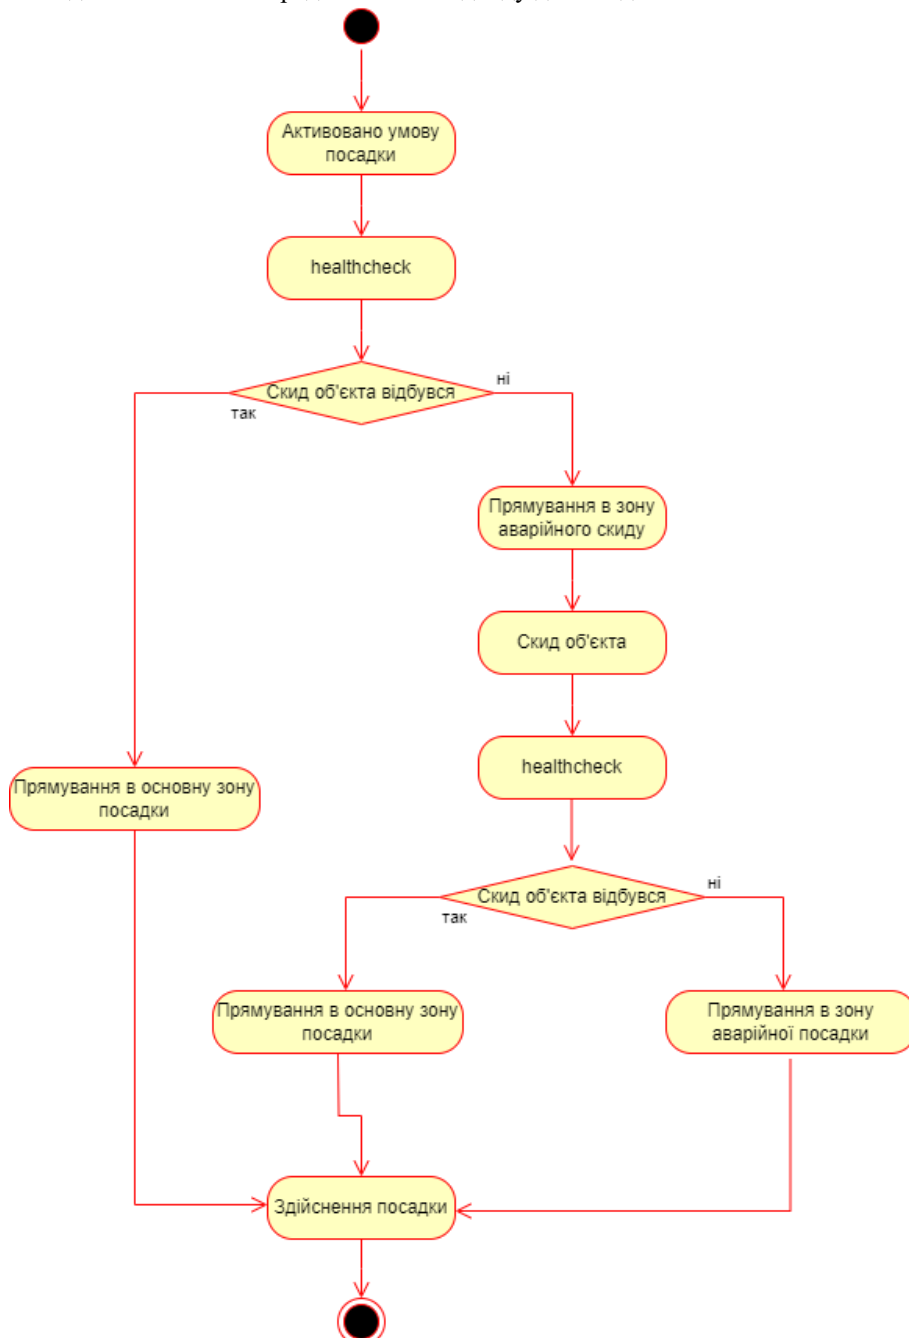 Активовано умову
посадки
healthcheck
Скид об'єкта відбувся
ні
так
Прямування в зону
аварійного скиду
Скид об'єкта
healthcheck
Прямування в основну зону
посадки
Скид об'єкта відбувся
ні
так
Прямування в основну зону
посадки
Прямування в зону
аварійної посадки
Здійснення посадки